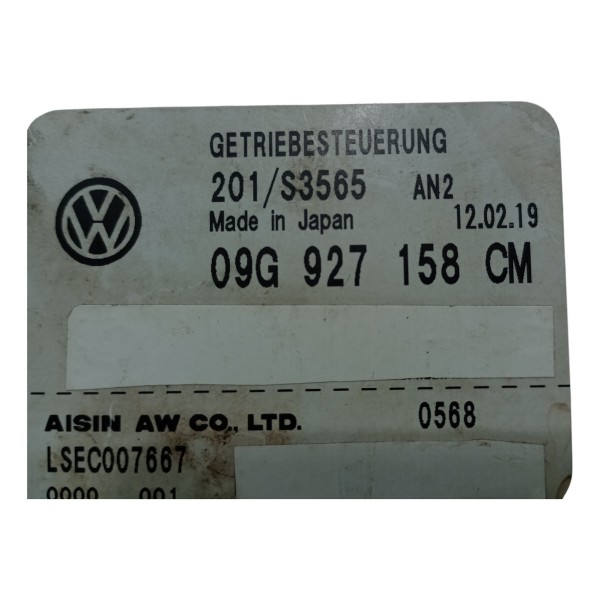 GETRIEBESTEUERUNG
201/S3565 AN2
Made in Japan 12.02.19
09G 927 158 CM
AISIN AW CO., LTD. 0568
LSEC007667